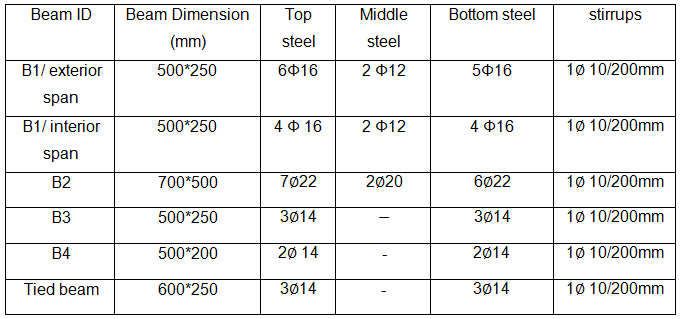 Beam ID Beam Dimension (mm) Top steel Middle steel Bottom steel stirrups
B1/ exterior span 500*250 6Φ16 2 Φ12 5Φ16 1Ø 10/200mm
B1/ interior span 500*250 4 Φ 16 2 Φ12 4 Φ16 1Ø 10/200mm
B2 700*500 7Ø22 2Ø20 6Ø22 1Ø 10/200mm
B3 500*250 3Ø14 – 3Ø14 1Ø 10/200mm
B4 500*200 2Ø 14 - 2Ø14 1Ø 10/200mm
Tied beam 600*250 3Ø14 - 3Ø14 1Ø 10/200mm